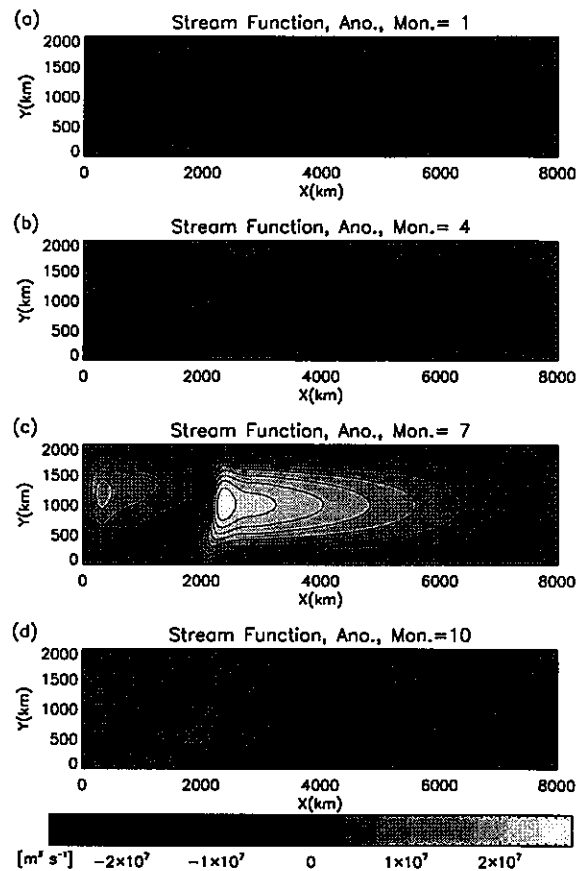 (a) Stream Function, Ano., Mon.= 1
2000
1500
1000
500
0
Y(km)
0 2000 4000 6000 8000
X(km)
(b) Stream Function, Ano., Mon.= 4
2000
1500
1000
500
0
Y(km)
0 2000 4000 6000 8000
X(km)
(c) Stream Function, Ano., Mon.= 7
2000
1500
1000
500
0
Y(km)
0 2000 4000 6000 8000
X(km)
(d) Stream Function, Ano., Mon.=10
2000
1500
1000
500
0
Y(km)
0 2000 4000 6000 8000
X(km)
[m² s⁻¹] −2×10⁷ −1×10⁷ 0 1×10⁷ 2×10⁷